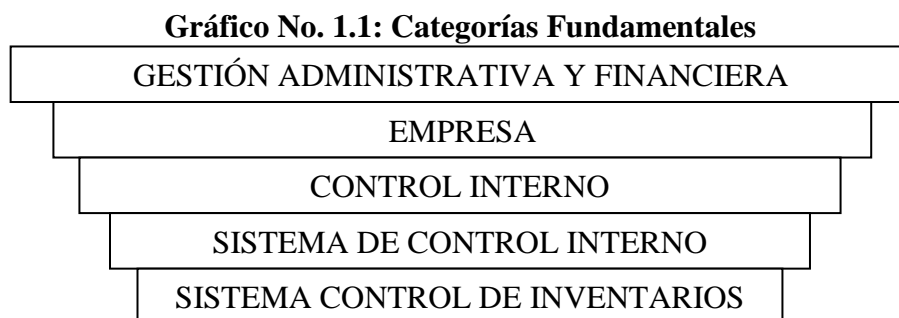 Gráfico No. 1.1: Categorías Fundamentales
GESTIÓN ADMINISTRATIVA Y FINANCIERA
EMPRESA
CONTROL INTERNO
SISTEMA DE CONTROL INTERNO
SISTEMA CONTROL DE INVENTARIOS